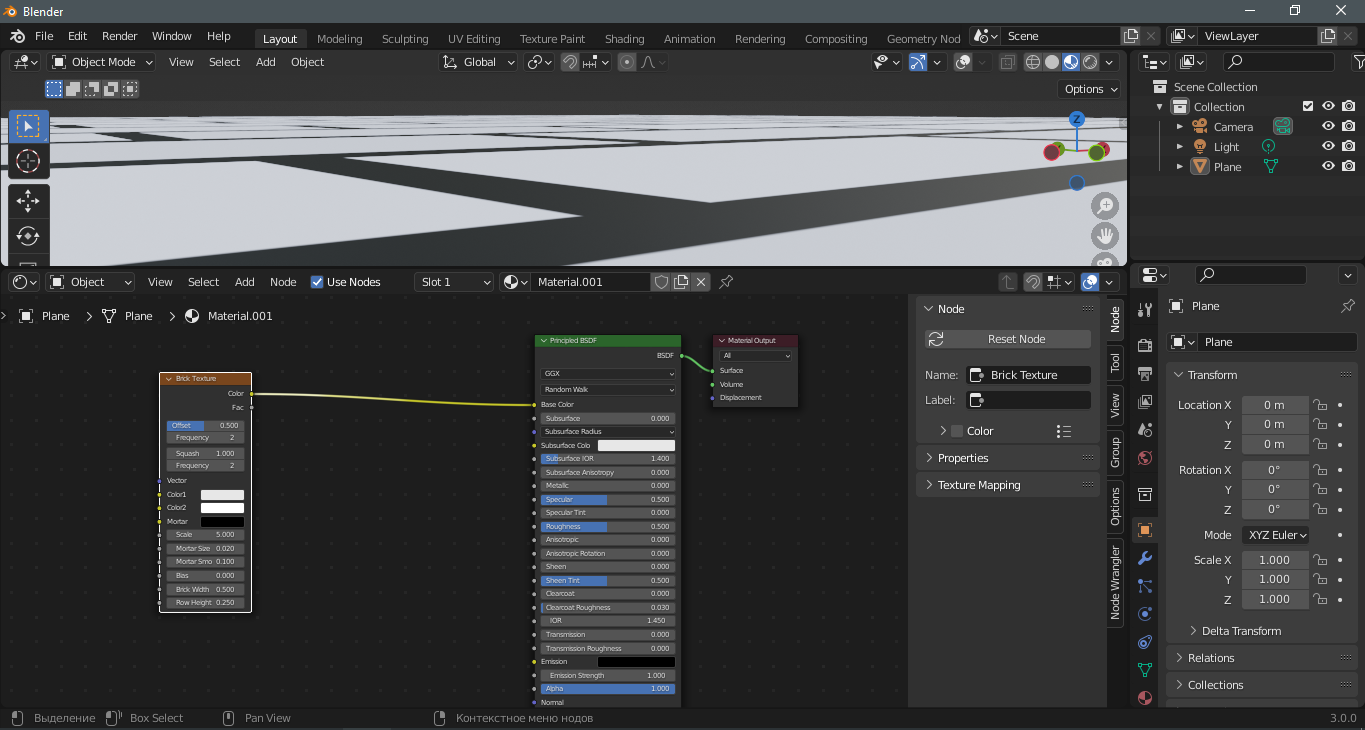 Blender
File Edit Render Window Help Layout Modeling Sculpting UV Editing Texture Paint Shading Animation Rendering Compositing Geometry Nod Scene ViewLayer
Object Mode View Select Add Object Global
Options
Z
Scene Collection
Collection
Camera
Light
Plane
Object View Select Add Node Use Nodes Slot 1 Material.001
Plane Plane Material.001
Brick Texture
Color
Fac
Offset 0.500
Frequency 2
Squash 1.000
Frequency 2
Vector
Color1
Color2
Mortar
Scale 5.000
Mortar Size 0.020
Mortar Smo 0.100
Bias 0.000
Brick Width 0.500
Row Height 0.250
Principled BSDF
BSDF
GGX
Random Walk
Base Color
Subsurface 0.000
Subsurface Radius
Subsurface Colo
Subsurface IOR 1.400
Subsurface Anisotropy 0.000
Metallic 0.000
Specular 0.500
Specular Tint 0.000
Roughness 0.500
Anisotropic 0.000
Anisotropic Rotation 0.000
Sheen 0.000
Sheen Tint 0.500
Clearcoat 0.000
Clearcoat Roughness 0.030
IOR 1.450
Transmission 0.000
Transmission Roughness 0.000
Emission
Emission Strength 1.000
Alpha 1.000
Normal
Material Output
All
Surface
Volume
Displacement
Node
Reset Node
Name: Brick Texture
Label:
Color
Properties
Texture Mapping
Node
Tool
View
Group
Options
Node Wrangler
Plane
Plane
Transform
Location X 0 m
Y 0 m
Z 0 m
Rotation X 0°
Y 0°
Z 0°
Mode XYZ Euler
Scale X 1.000
Y 1.000
Z 1.000
Delta Transform
Relations
Collections
Выделение Box Select Pan View Контекстное меню нодов 3.0.0